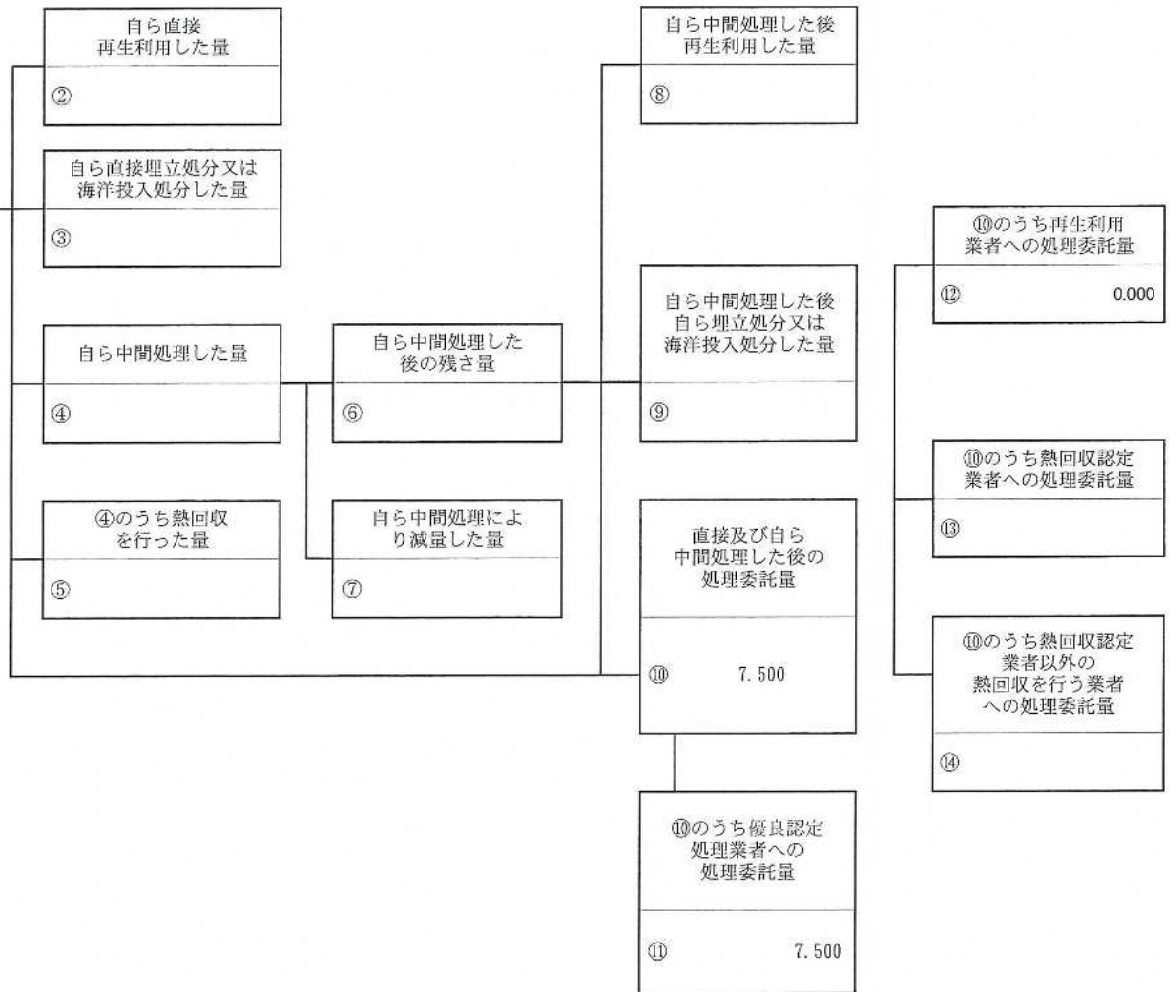 自ら直接
再生利用した量
②
自ら直接埋立処分又は
海洋投入処分した量
③
自ら中間処理した量
④
④のうち熱回収
を行った量
⑤
自ら中間処理した
後の残さ量
⑥
自ら中間処理によ
り減量した量
⑦
自ら中間処理した後
再生利用した量
⑧
自ら中間処理した後
自ら埋立処分又は
海洋投入処分した量
⑨
直接及び自ら
中間処理した後の
処理委託量
⑩ 7.500
⑩のうち優良認定
処理業者への
処理委託量
⑪ 7.500
⑩のうち再生利用
業者への処理委託量
⑫ 0.000
⑩のうち熱回収認定
業者への処理委託量
⑬
⑩のうち熱回収認定
業者以外の
熱回収を行う業者
への処理委託量
⑭